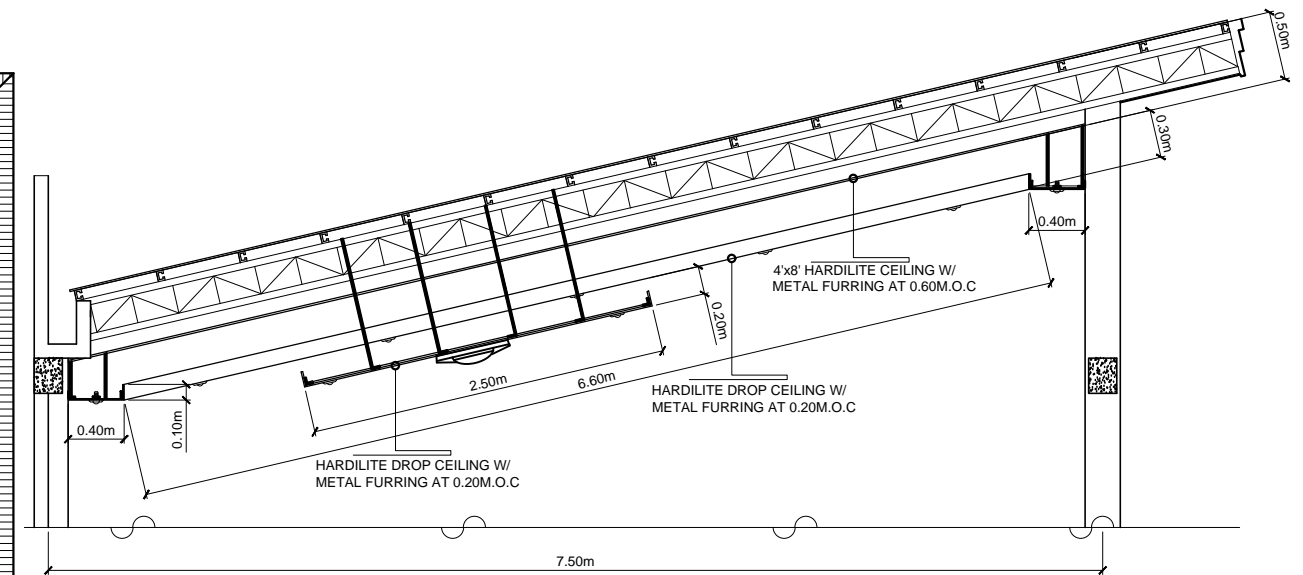 0.50m
0.30m
0.40m
4'x8' HARDILITE CEILING W/
METAL FURRING AT 0.60M.O.C
0.20m
2.50m
6.60m
HARDILITE DROP CEILING W/
METAL FURRING AT 0.20M.O.C
0.40m
0.10m
HARDILITE DROP CEILING W/
METAL FURRING AT 0.20M.O.C
7.50m